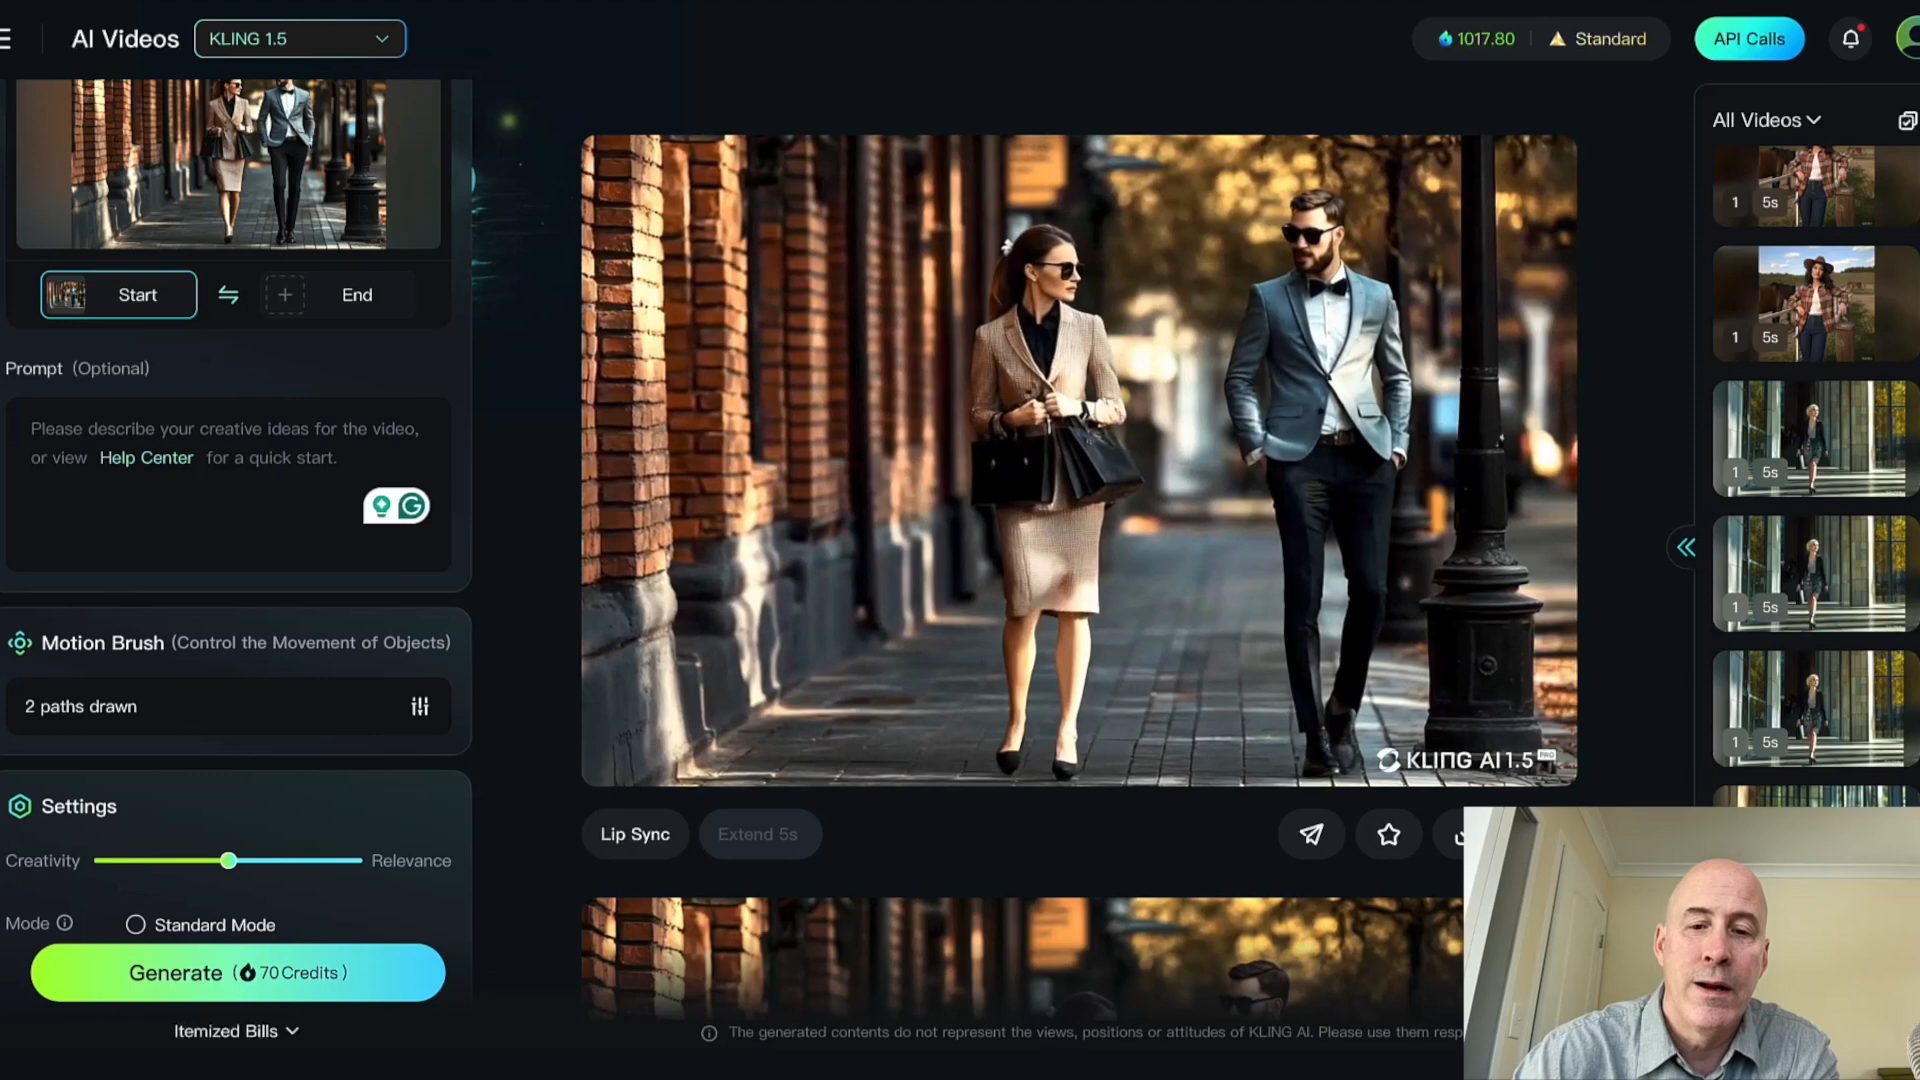 AI Videos
KLING 1.5
1017.80
Standard
API Calls
All Videos
1 5s
1 5s
1 5s
1 5s
1 5s
Start
End
Prompt (Optional)
Please describe your creative ideas for the video,
or view Help Center for a quick start.
Motion Brush (Control the Movement of Objects)
2 paths drawn
Settings
Creativity
Relevance
Mode
Standard Mode
Generate ( 70 Credits )
Itemized Bills
KLING AI 1.5 PRO
Lip Sync
Extend 5s
The generated contents do not represent the views, positions or attitudes of KLING AI. Please use them resp